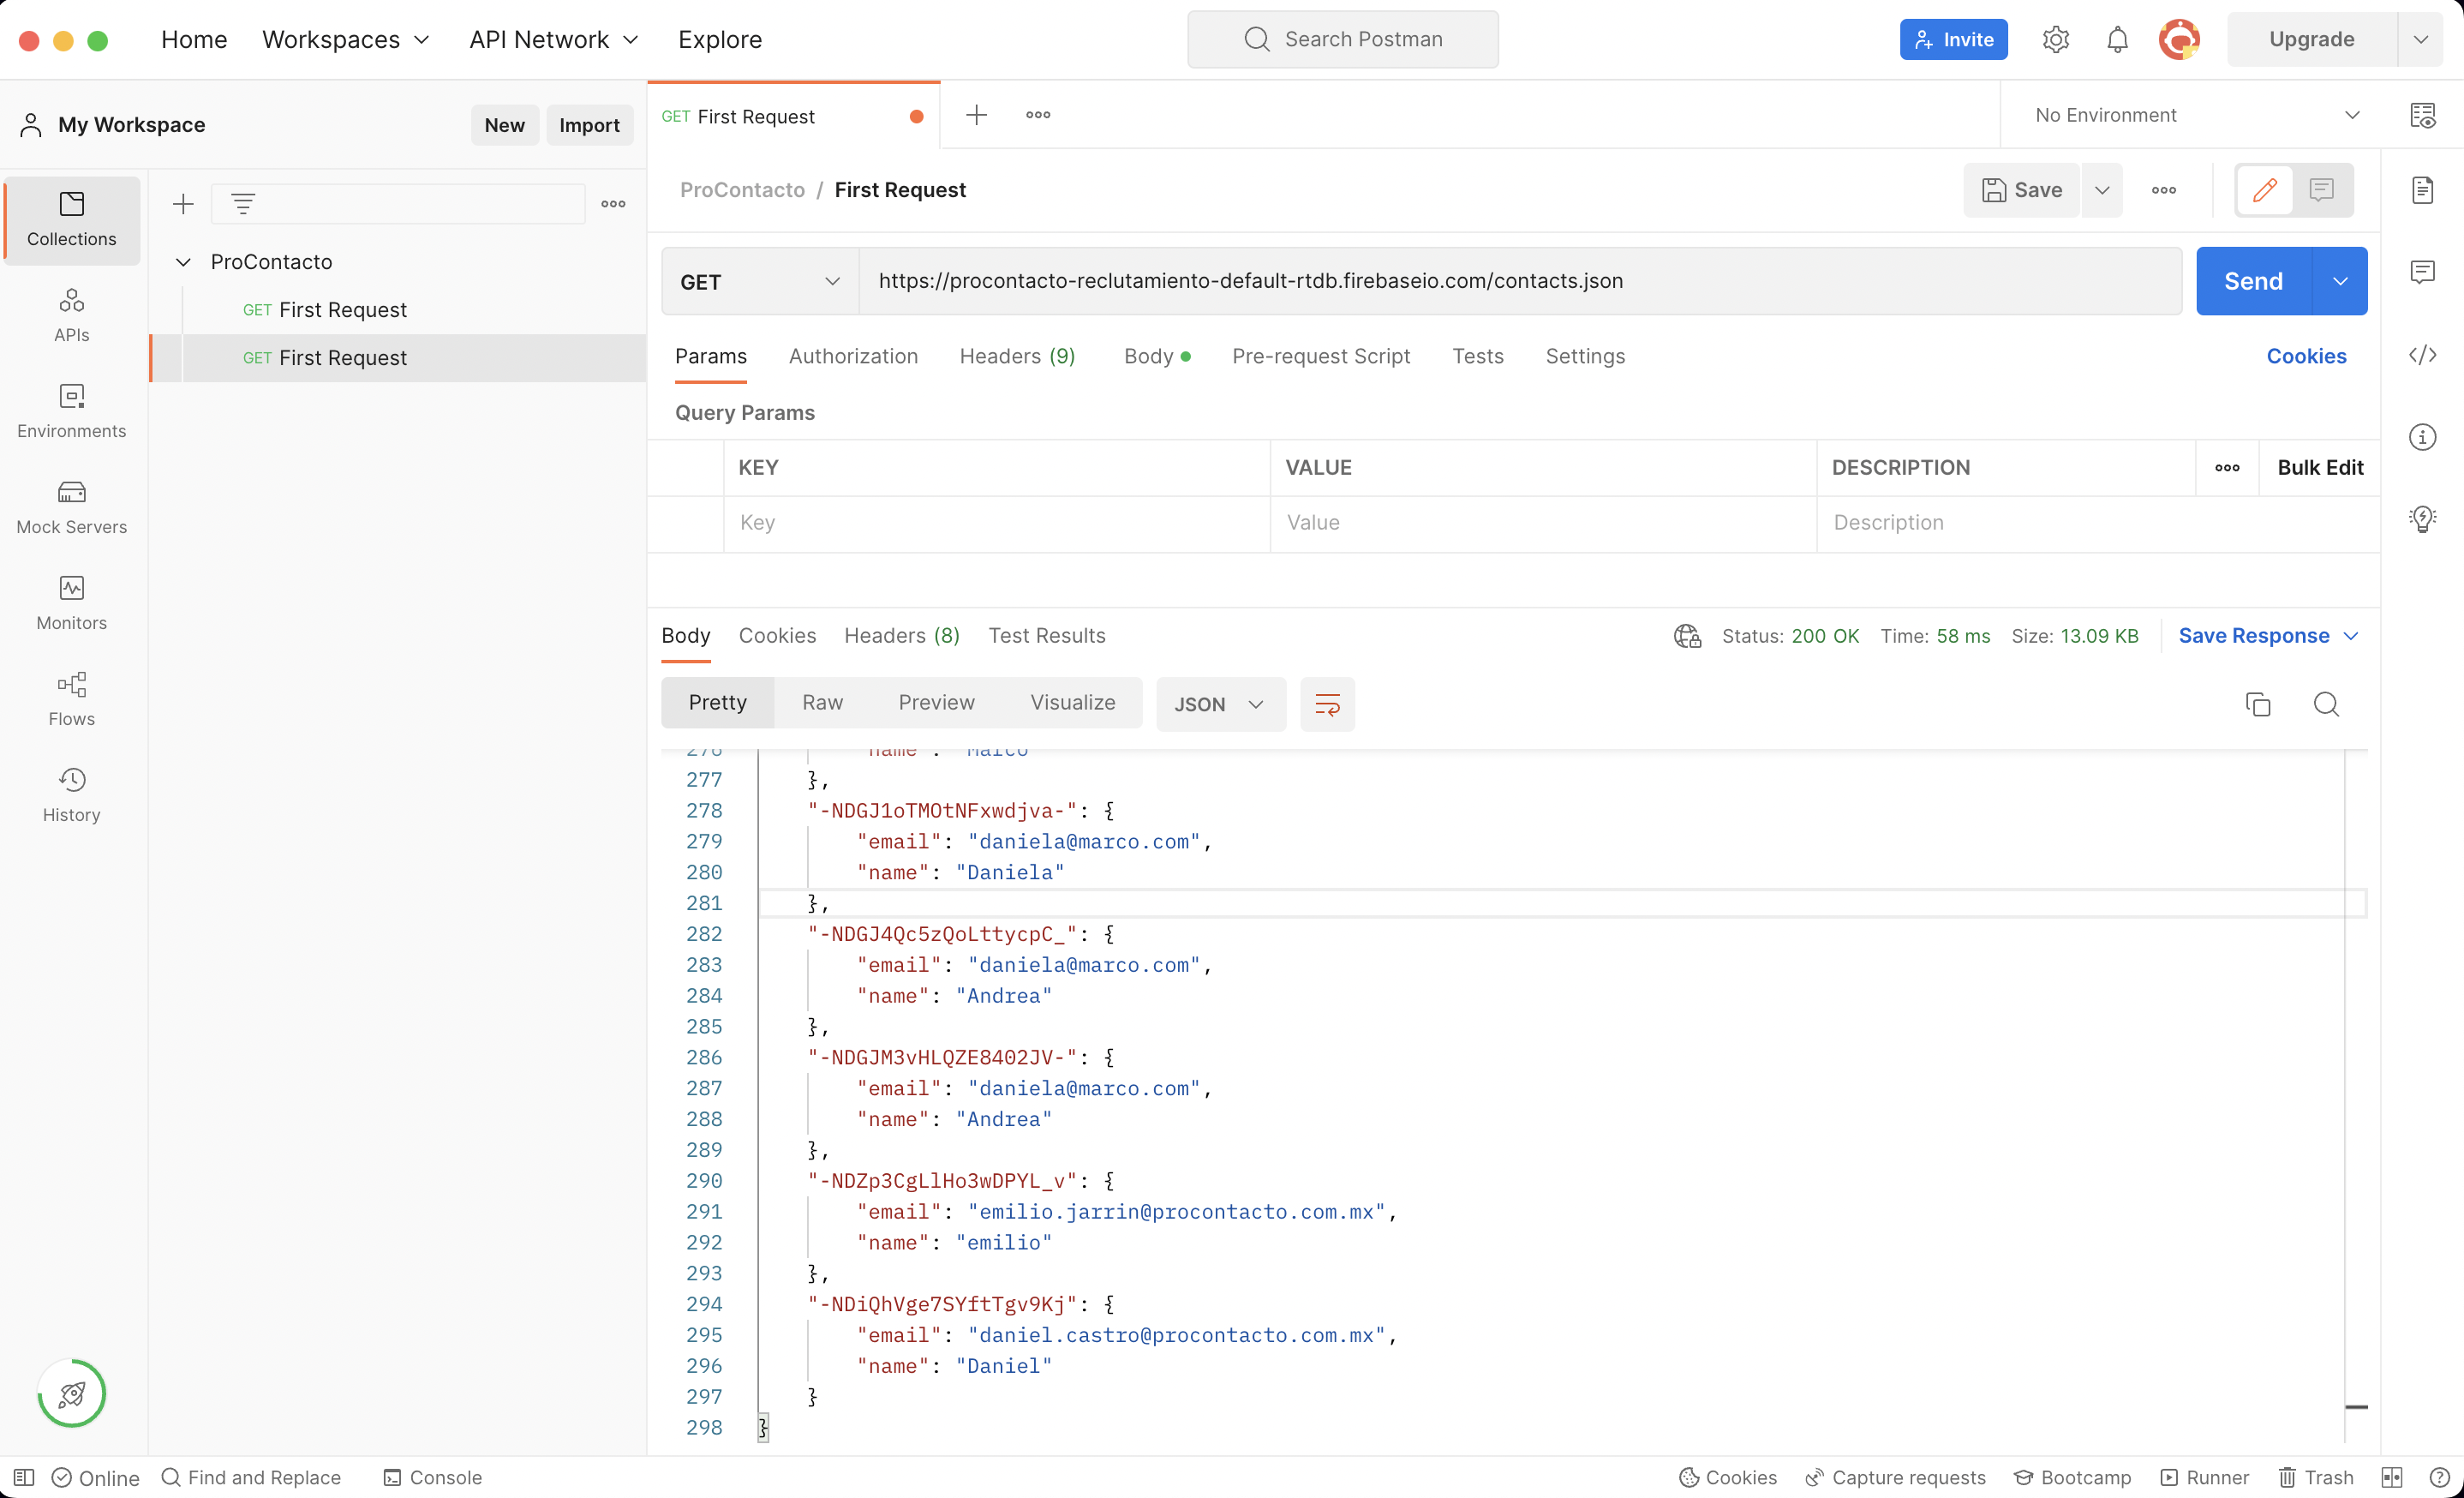 Home Workspaces API Network Explore Search Postman Invite Upgrade
My Workspace New Import
GET First Request No Environment
ProContacto / First Request Save
Collections
ProContacto
GET First Request
GET First Request
APIs
Environments
Mock Servers
Monitors
Flows
History
GET https://procontacto-reclutamiento-default-rtdb.firebaseio.com/contacts.json Send
Params Authorization Headers (9) Body Pre-request Script Tests Settings Cookies
Query Params
KEY VALUE DESCRIPTION Bulk Edit
Key Value Description
Body Cookies Headers (8) Test Results Status: 200 OK Time: 58 ms Size: 13.09 KB Save Response
Pretty Raw Preview Visualize JSON
276 "name": "Marco"
277 },
278 "-NDGJ1oTMOtNFxwdjva-": {
279 "email": "daniela@marco.com",
280 "name": "Daniela"
281 },
282 "-NDGJ4Qc5zQoLttycpC_": {
283 "email": "daniela@marco.com",
284 "name": "Andrea"
285 },
286 "-NDGJM3vHLQZE8402JV-": {
287 "email": "daniela@marco.com",
288 "name": "Andrea"
289 },
290 "-NDZp3CgLlHo3wDPYL_v": {
291 "email": "emilio.jarrin@procontacto.com.mx",
292 "name": "emilio"
293 },
294 "-NDiQhVge7SYftTgv9Kj": {
295 "email": "daniel.castro@procontacto.com.mx",
296 "name": "Daniel"
297 }
298 }
Online Find and Replace Console Cookies Capture requests Bootcamp Runner Trash